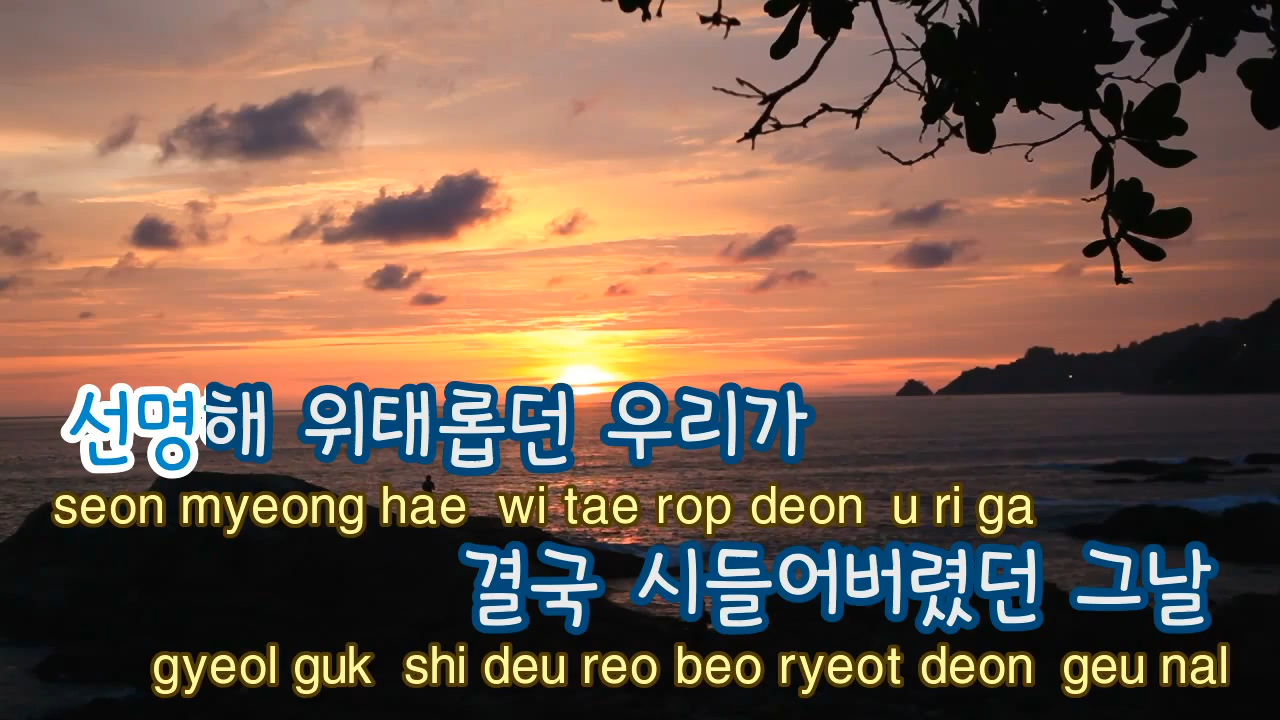 선명해 위태롭던 우리가
seon myeong hae wi tae rop deon u ri ga
결국 시들어버렸던 그날
gyeol guk shi deu reo beo ryeot deon geu nal